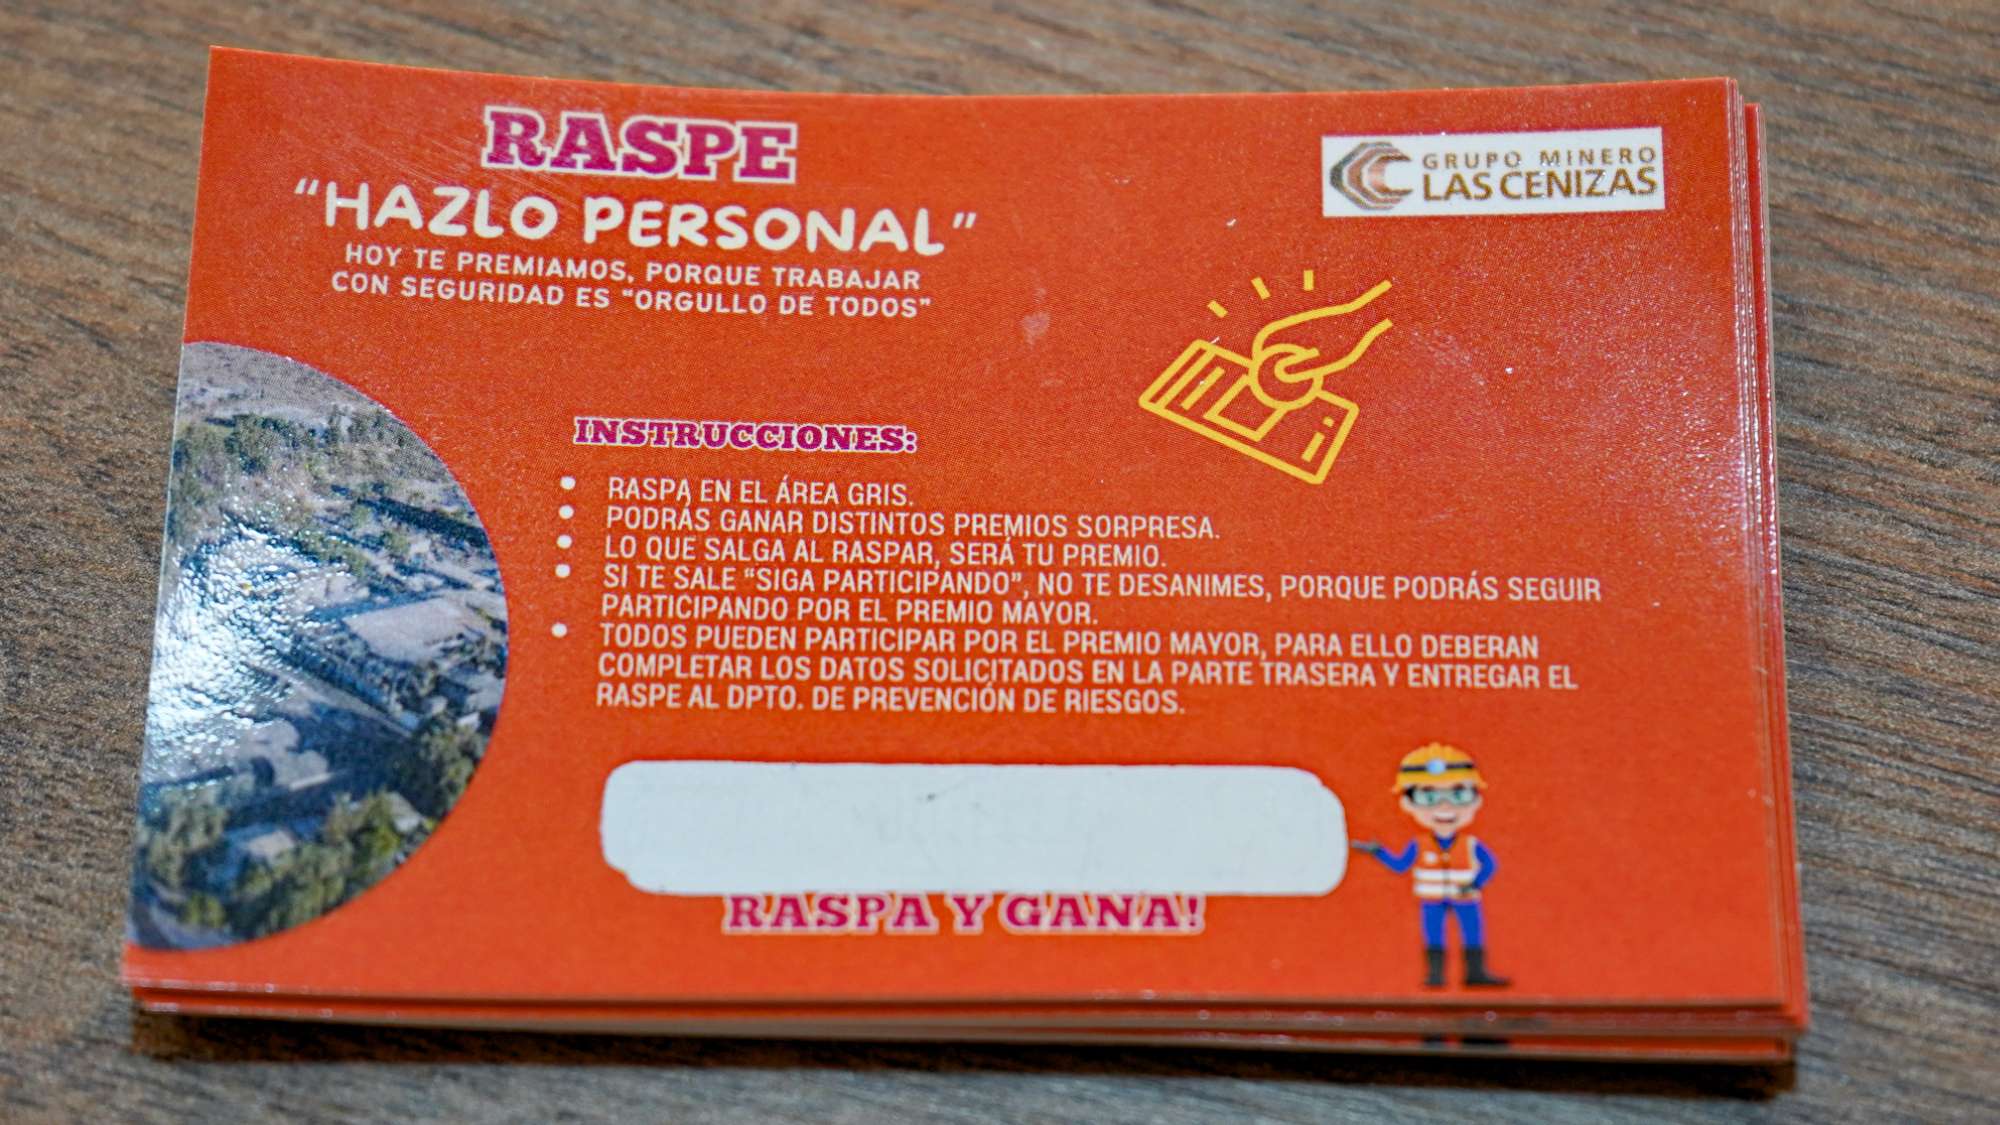 RASPE
"HAZLO PERSONAL"
HOY TE PREMIAMOS, PORQUE TRABAJAR
CON SEGURIDAD ES "ORGULLO DE TODOS"
GRUPO MINERO
LAS CENIZAS
INSTRUCCIONES:
• RASPA EN EL ÁREA GRIS.
• PODRÁS GANAR DISTINTOS PREMIOS SORPRESA.
• LO QUE SALGA AL RASPAR, SERÁ TU PREMIO.
• SI TE SALE "SIGA PARTICIPANDO", NO TE DESANIMES, PORQUE PODRÁS SEGUIR
PARTICIPANDO POR EL PREMIO MAYOR.
• TODOS PUEDEN PARTICIPAR POR EL PREMIO MAYOR, PARA ELLO DEBERAN
COMPLETAR LOS DATOS SOLICITADOS EN LA PARTE TRASERA Y ENTREGAR EL
RASPE AL DPTO. DE PREVENCIÓN DE RIESGOS.
RASPA Y GANA!